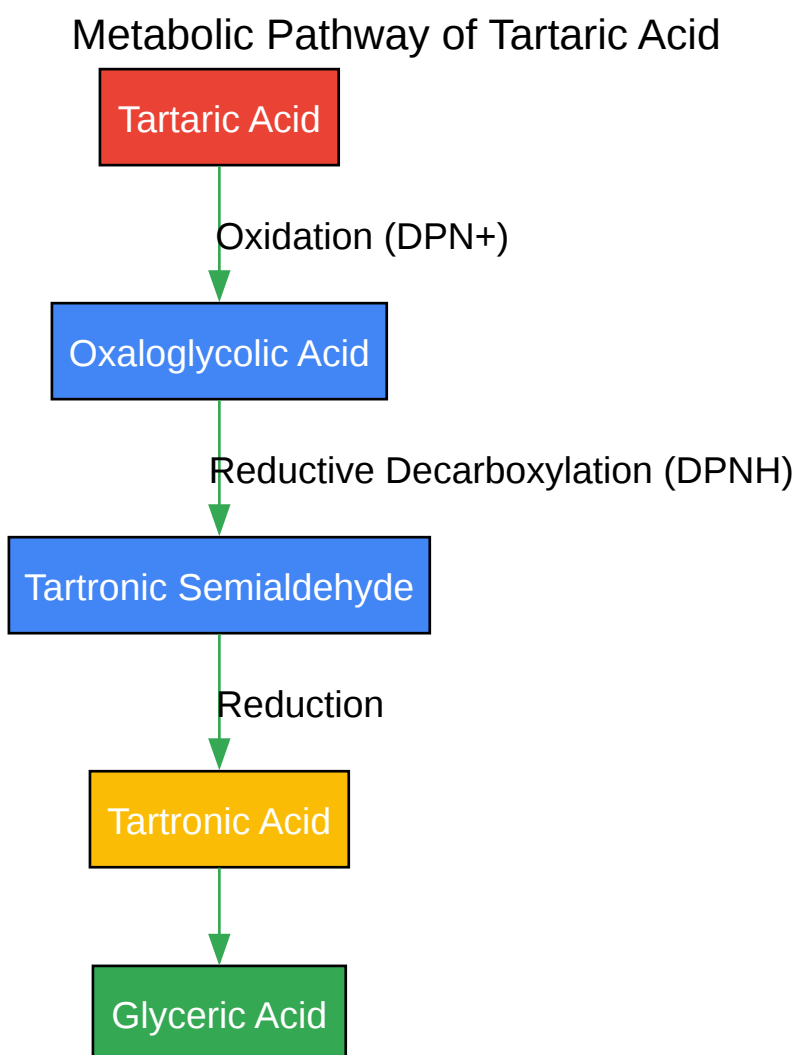 Metabolic Pathway of Tartaric Acid
Tartaric Acid
Oxidation (DPN+)
Oxaloglycolic Acid
Reductive Decarboxylation (DPNH)
Tartronic Semialdehyde
Reduction
Tartronic Acid
Glyceric Acid